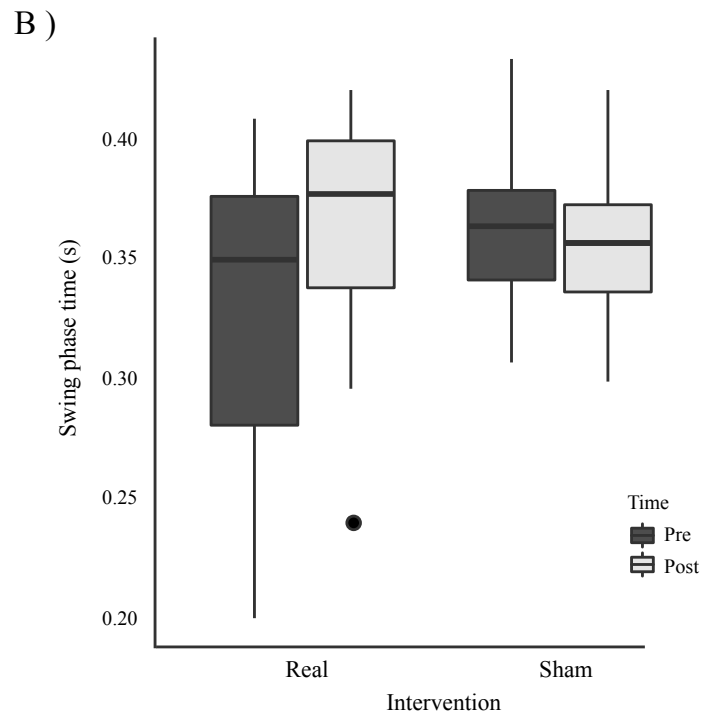 B )
Swing phase time (s)
0.40
0.35
0.30
0.25
0.20
Time
Pre
Post
Real
Sham
Intervention